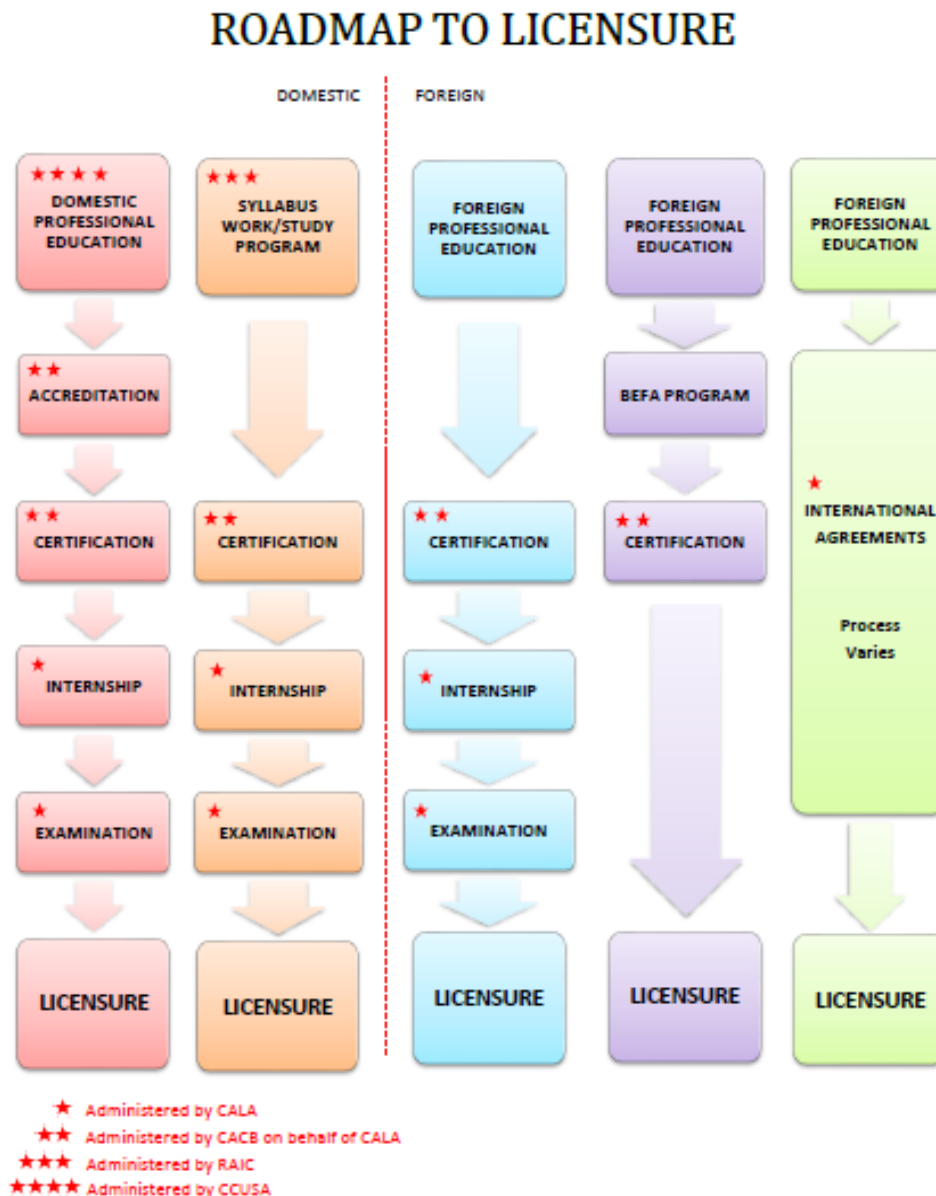 ROADMAP TO LICENSURE
DOMESTIC
FOREIGN
★★★★
DOMESTIC
PROFESSIONAL
EDUCATION
★★
ACCREDITATION
★★
CERTIFICATION
★
INTERNSHIP
★
EXAMINATION
LICENSURE
★★★
SYLLABUS
WORK/STUDY
PROGRAM
★★
CERTIFICATION
★
INTERNSHIP
★
EXAMINATION
LICENSURE
FOREIGN
PROFESSIONAL
EDUCATION
★★
CERTIFICATION
★
INTERNSHIP
★
EXAMINATION
LICENSURE
FOREIGN
PROFESSIONAL
EDUCATION
BEFA PROGRAM
★★
CERTIFICATION
LICENSURE
FOREIGN
PROFESSIONAL
EDUCATION
★
INTERNATIONAL
AGREEMENTS
Process
Varies
LICENSURE
★ Administered by CALA
★★ Administered by CACB on behalf of CALA
★★★ Administered by RAIC
★★★★ Administered by CCUSA